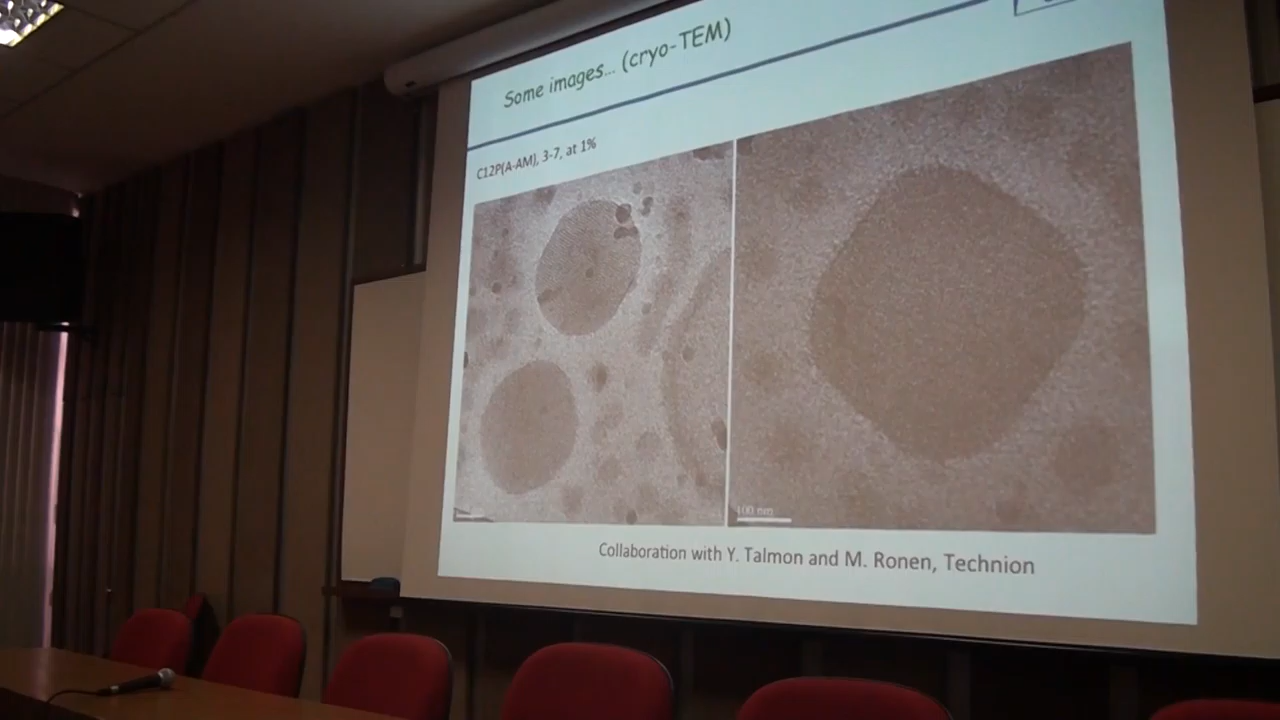 Some images... (cryo-TEM)
C12P(A-AM), 3-7, at 1%
100 nm
Collaboration with Y. Talmon and M. Ronen, Technion